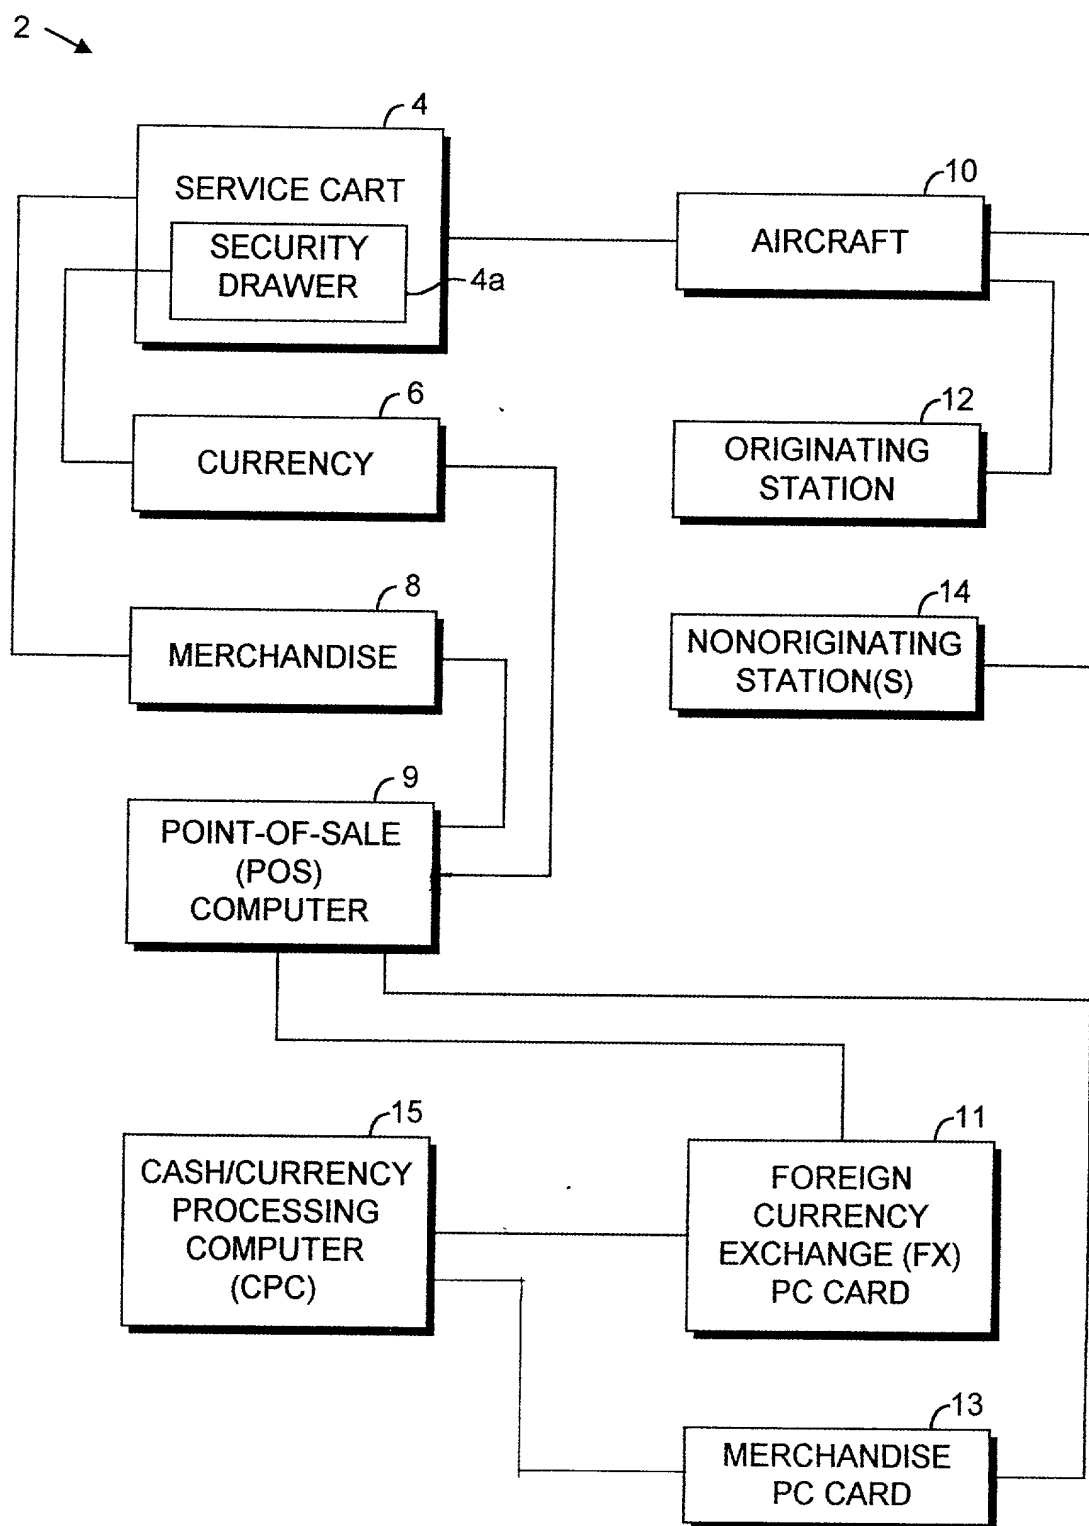 2
4
SERVICE CART
SECURITY
DRAWER
4a
10
AIRCRAFT
6
CURRENCY
12
ORIGINATING
STATION
8
MERCHANDISE
14
NONORIGINATING
STATION(S)
9
POINT-OF-SALE
(POS)
COMPUTER
15
CASH/CURRENCY
PROCESSING
COMPUTER
(CPC)
11
FOREIGN
CURRENCY
EXCHANGE (FX)
PC CARD
13
MERCHANDISE
PC CARD